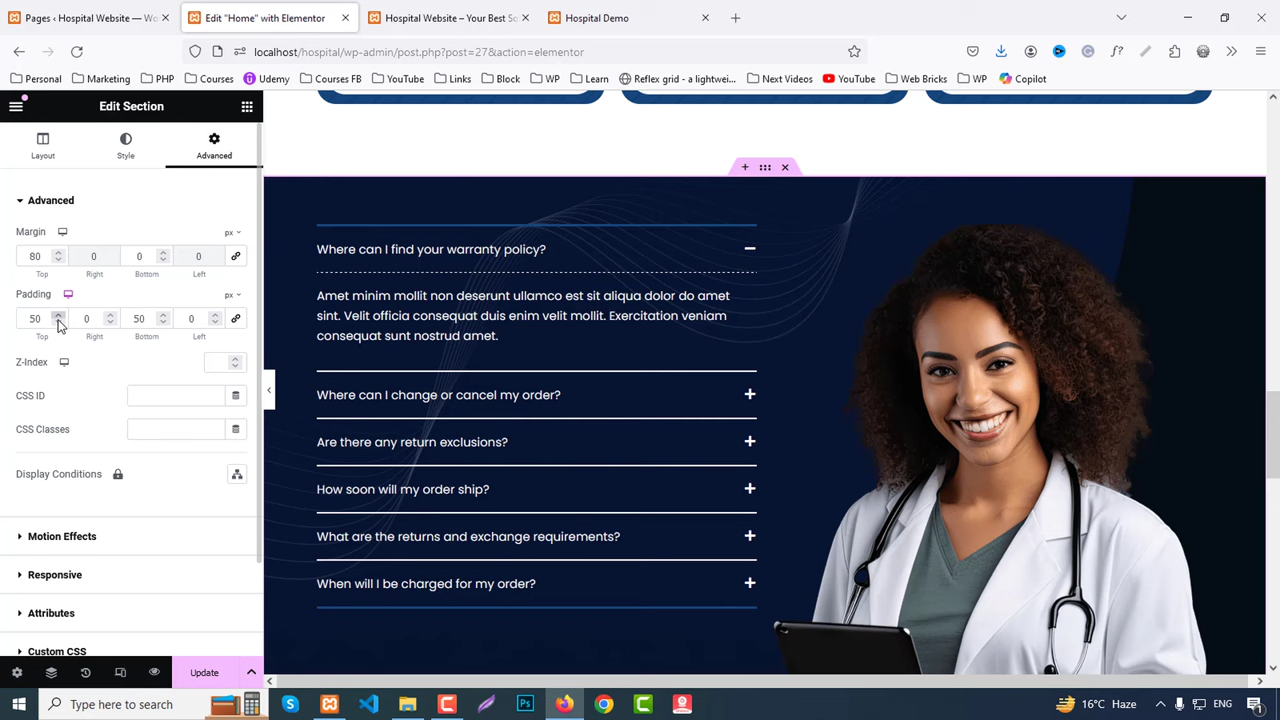 Pages ‹ Hospital Website — Wo
Edit "Home" with Elementor
Hospital Website – Your Best So
Hospital Demo
localhost/hospital/wp-admin/post.php?post=27&action=elementor
Personal
Marketing
PHP
Courses
Udemy
Courses FB
YouTube
Links
Block
WP
Learn
Reflex grid - a lightwei...
Next Videos
YouTube
Web Bricks
WP
Copilot
Edit Section
Layout
Style
Advanced
Advanced
Margin
px
80 0 0 0
Top Right Bottom Left
Padding
px
50 0 50 0
Top Right Bottom Left
Z-Index
CSS ID
CSS Classes
Display Conditions
Motion Effects
Responsive
Attributes
Custom CSS
Update
Where can I find your warranty policy?
Amet minim mollit non deserunt ullamco est sit aliqua dolor do amet
sint. Velit officia consequat duis enim velit mollit. Exercitation veniam
consequat sunt nostrud amet.
Where can I change or cancel my order?
Are there any return exclusions?
How soon will my order ship?
What are the returns and exchange requirements?
When will I be charged for my order?
Type here to search
16°C Haze
ENG